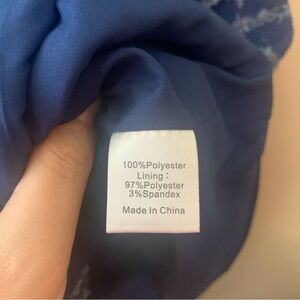 100%Polyester
Lining :
97%Polyester
3%Spandex
Made In China